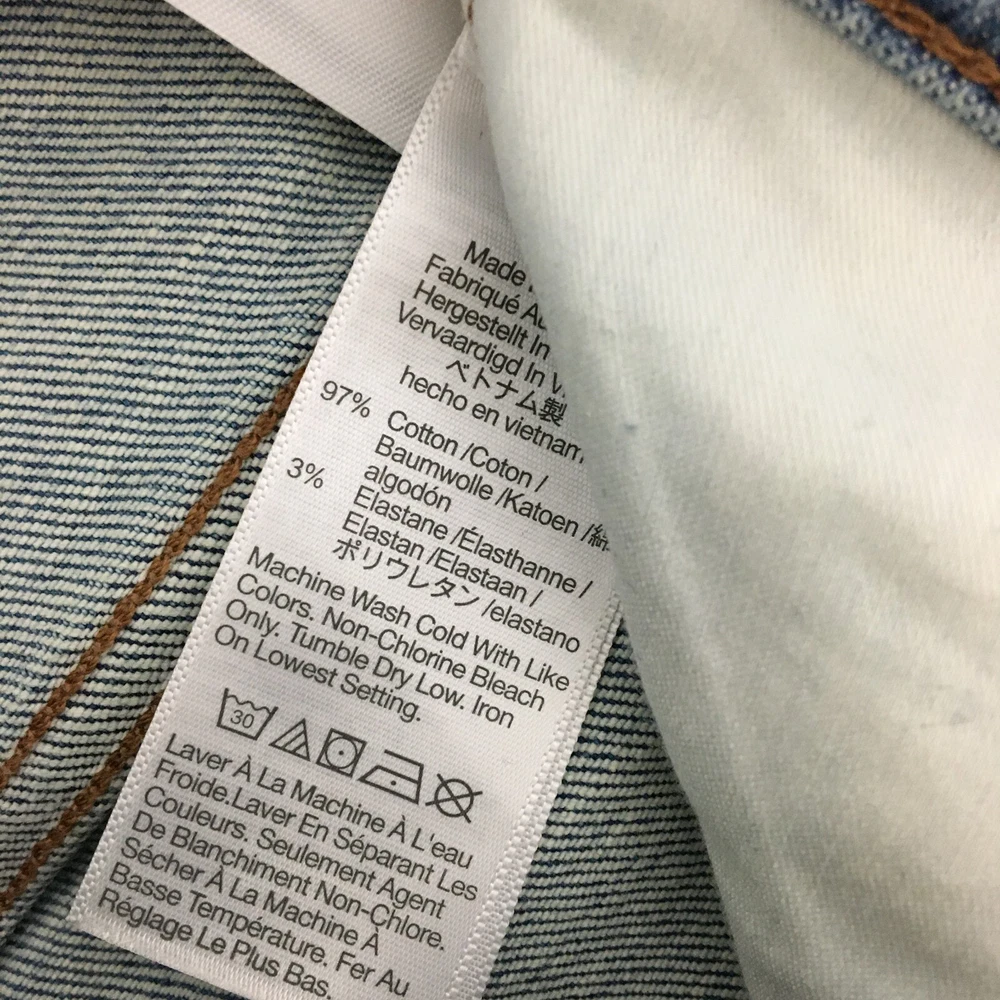 Made
Fabriqué
Hergestellt In
Vervaardigd In
ベトナム製
hecho en vietnam
97% Cotton /Coton /
Baumwolle /Katoen /綿
algodón
3% Elastane /Élasthanne /
Elastan /Elastaan /
ポリウレタン /elastano
Machine Wash Cold With Like
Colors. Non-Chlorine Bleach
Only. Tumble Dry Low. Iron
On Lowest Setting.
30
Laver À La Machine À L'eau
Froide.Laver En Séparant Les
Couleurs. Seulement Agent
De Blanchiment Non-Chlore.
Sécher À La Machine À
Basse Température. Fer Au
Réglage Le Plus Bas.